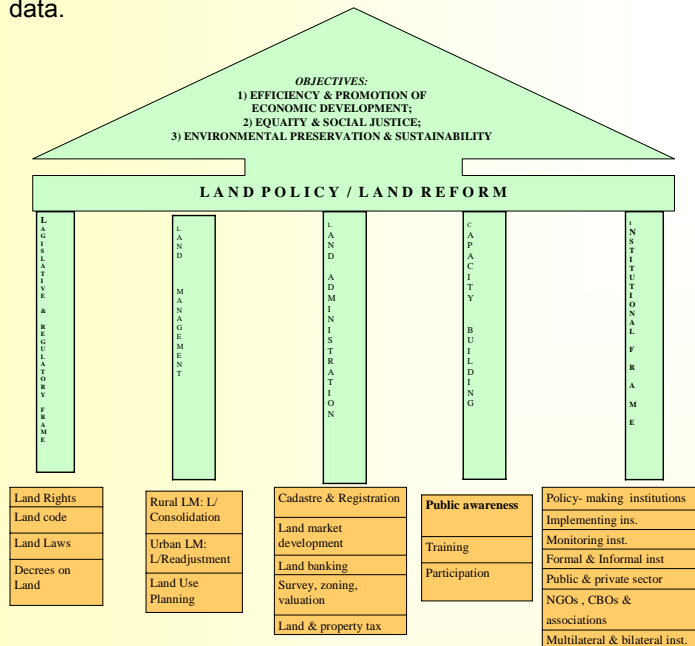 data.
OBJECTIVES:
1) EFFICIENCY & PROMOTION OF
ECONOMIC DEVELOPMENT;
2) EQUAITY & SOCIAL JUSTICE;
3) ENVIRONMENTAL PRESERVATION & SUSTAINABILITY
LAND POLICY / LAND REFORM
LAGISLATIVE & REGULATORY FRAME
LAND MANAGEMENT
LAND ADMINISTRATION
CAPACITY BUILDING
INSTITUTIONAL FRAME
Land Rights
Land code
Land Laws
Decrees on
Land
Rural LM: L/
Consolidation
Urban LM:
L/Readjustment
Land Use
Planning
Cadastre & Registration
Land market
development
Land banking
Survey, zoning,
valuation
Land & property tax
Public awareness
Training
Participation
Policy- making institutions
Implementing ins.
Monitoring inst.
Formal & Informal inst
Public & private sector
NGOs , CBOs &
associations
Multilateral & bilateral inst.